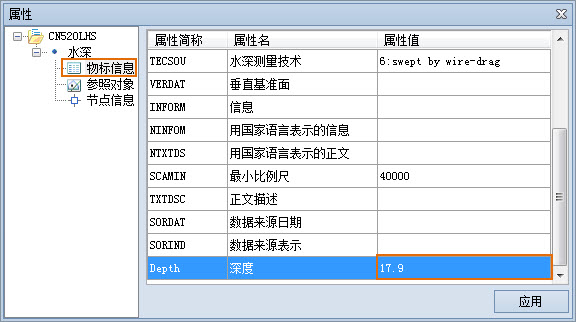 属性
CN520LHS
水深
物标信息
参照对象
节点信息
属性简称 属性名 属性值
TECSOU 水深测量技术 6:swept by wire-drag
VERDAT 垂直基准面
INFORM 信息
NINFOM 用国家语言表示的信息
NTXTDS 用国家语言表示的正文
SCAMIN 最小比例尺 40000
TXTDSC 正文描述
SORDAT 数据来源日期
SORIND 数据来源表示
Depth 深度 17.9
应用